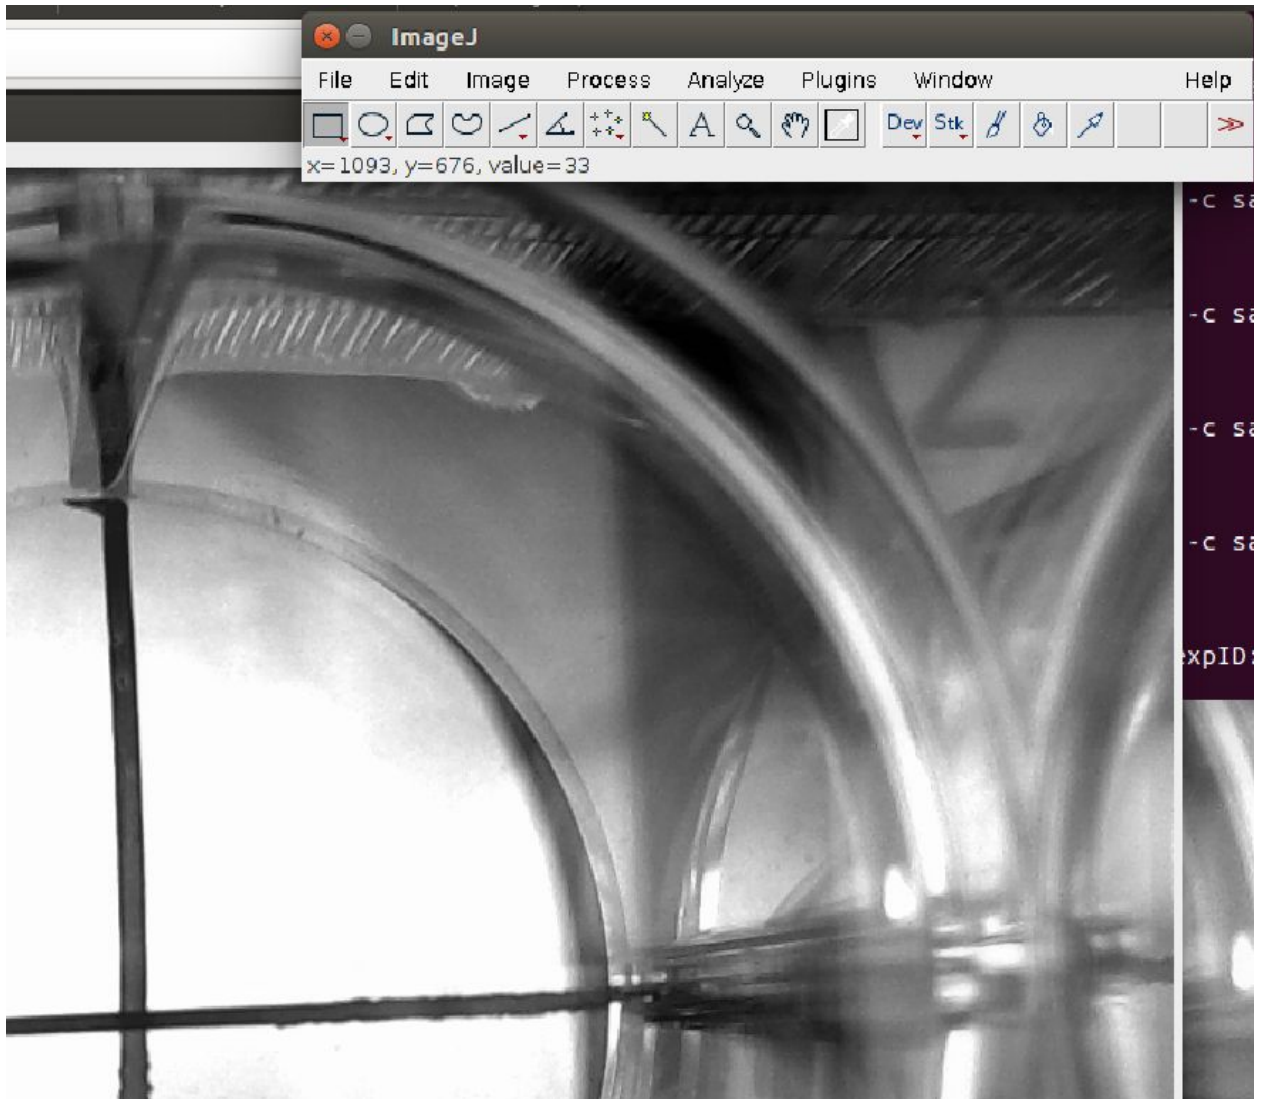 ImageJ
File Edit Image Process Analyze Plugins Window Help
A Dev Stk
x=1093, y=676, value=33
-c sa
-c sa
-c sa
-c sa
expID: